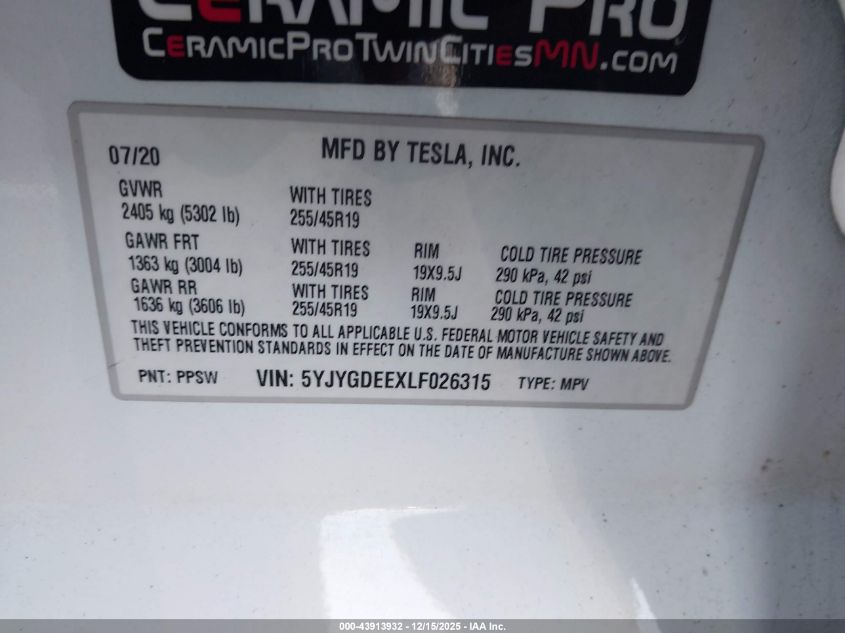 CERAMIC PRO
CERAMICPROTWINCITIESMN.COM
07/20 MFD BY TESLA, INC.
GVWR WITH TIRES
2405 kg (5302 lb) 255/45R19
GAWR FRT WITH TIRES RIM COLD TIRE PRESSURE
1363 kg (3004 lb) 255/45R19 19X9.5J 290 kPa, 42 psi
GAWR RR WITH TIRES RIM COLD TIRE PRESSURE
1636 kg (3606 lb) 255/45R19 19X9.5J 290 kPa, 42 psi
THIS VEHICLE CONFORMS TO ALL APPLICABLE U.S. FEDERAL MOTOR VEHICLE SAFETY AND
THEFT PREVENTION STANDARDS IN EFFECT ON THE DATE OF MANUFACTURE SHOWN ABOVE.
PNT: PPSW VIN: 5YJYGDEEXLF026315 TYPE: MPV
000-43913932 - 12/15/2025 - IAA Inc.